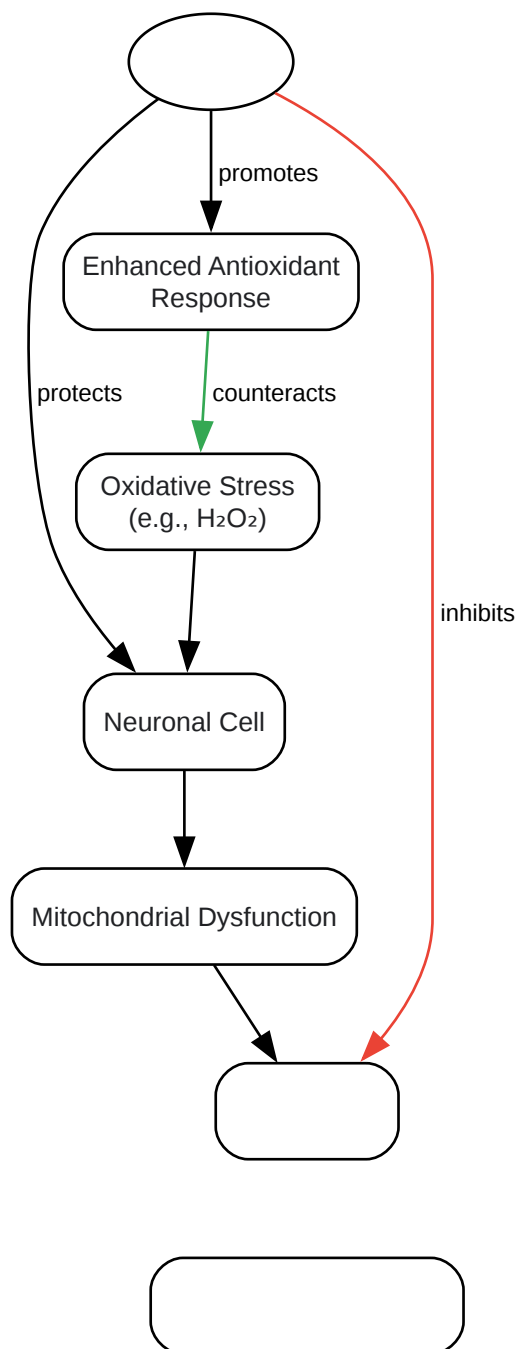 promotes
Enhanced Antioxidant
Response
protects
counteracts
Oxidative Stress
(e.g., H₂O₂)
inhibits
Neuronal Cell
Mitochondrial Dysfunction